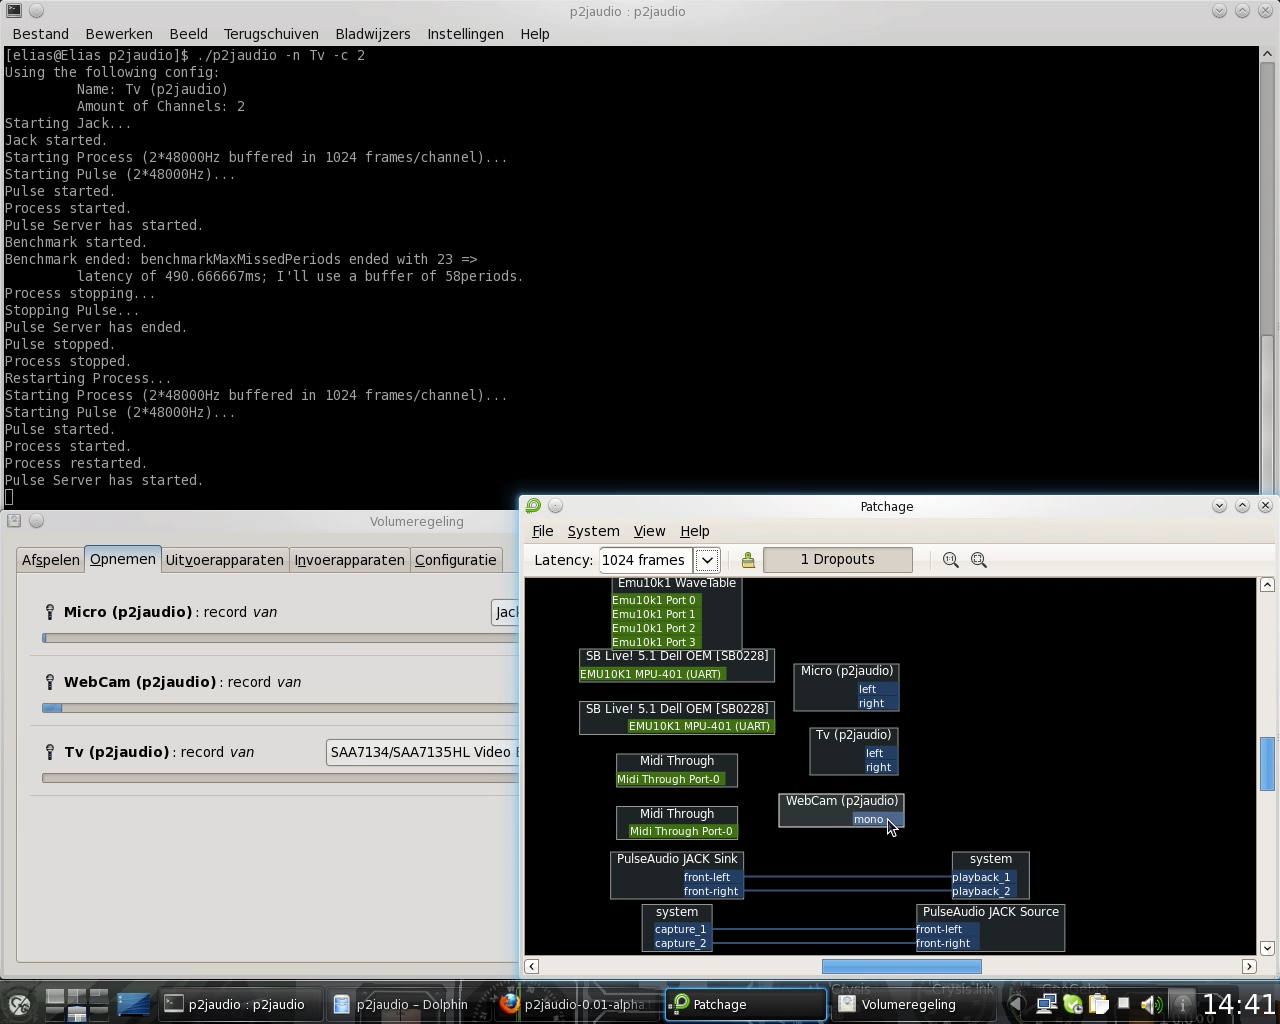 p2jaudio : p2jaudio
Bestand Bewerken Beeld Terugschuiven Bladwijzers Instellingen Help
[elias@Elias p2jaudio]$ ./p2jaudio -n Tv -c 2
Using the following config:
Name: Tv (p2jaudio)
Amount of Channels: 2
Starting Jack...
Jack started.
Starting Process (2*48000Hz buffered in 1024 frames/channel)...
Starting Pulse (2*48000Hz)...
Pulse started.
Process started.
Pulse Server has started.
Benchmark started.
Benchmark ended: benchmarkMaxMissedPeriods ended with 23 =>
latency of 490.666667ms; I'll use a buffer of 58periods.
Process stopping...
Stopping Pulse...
Pulse Server has ended.
Pulse stopped.
Process stopped.
Restarting Process...
Starting Process (2*48000Hz buffered in 1024 frames/channel)...
Starting Pulse (2*48000Hz)...
Pulse started.
Process started.
Process restarted.
Pulse Server has started.
Volumeregeling
Afspelen Opnemen Uitvoerapparaten Invoerapparaten Configuratie
Micro (p2jaudio) : record van
Jac
WebCam (p2jaudio) : record van
Tv (p2jaudio) : record van
SAA7134/SAA7135HL Video
Patchage
File System View Help
Latency: 1024 frames 1 Dropouts
Emu10k1 WaveTable
Emu10k1 Port 0
Emu10k1 Port 1
Emu10k1 Port 2
Emu10k1 Port 3
SB Live! 5.1 Dell OEM [SB0228]
EMU10K1 MPU-401 (UART)
SB Live! 5.1 Dell OEM [SB0228]
EMU10K1 MPU-401 (UART)
Midi Through
Midi Through Port-0
Midi Through
Midi Through Port-0
Micro (p2jaudio)
left
right
Tv (p2jaudio)
left
right
WebCam (p2jaudio)
mono
PulseAudio JACK Sink
front-left
front-right
system
playback_1
playback_2
system
capture_1
capture_2
PulseAudio JACK Source
front-left
front-right
p2jaudio : p2jaudio
p2jaudio – Dolphin
p2jaudio-0.01-alpha
Patchage
Volumeregeling
14:41